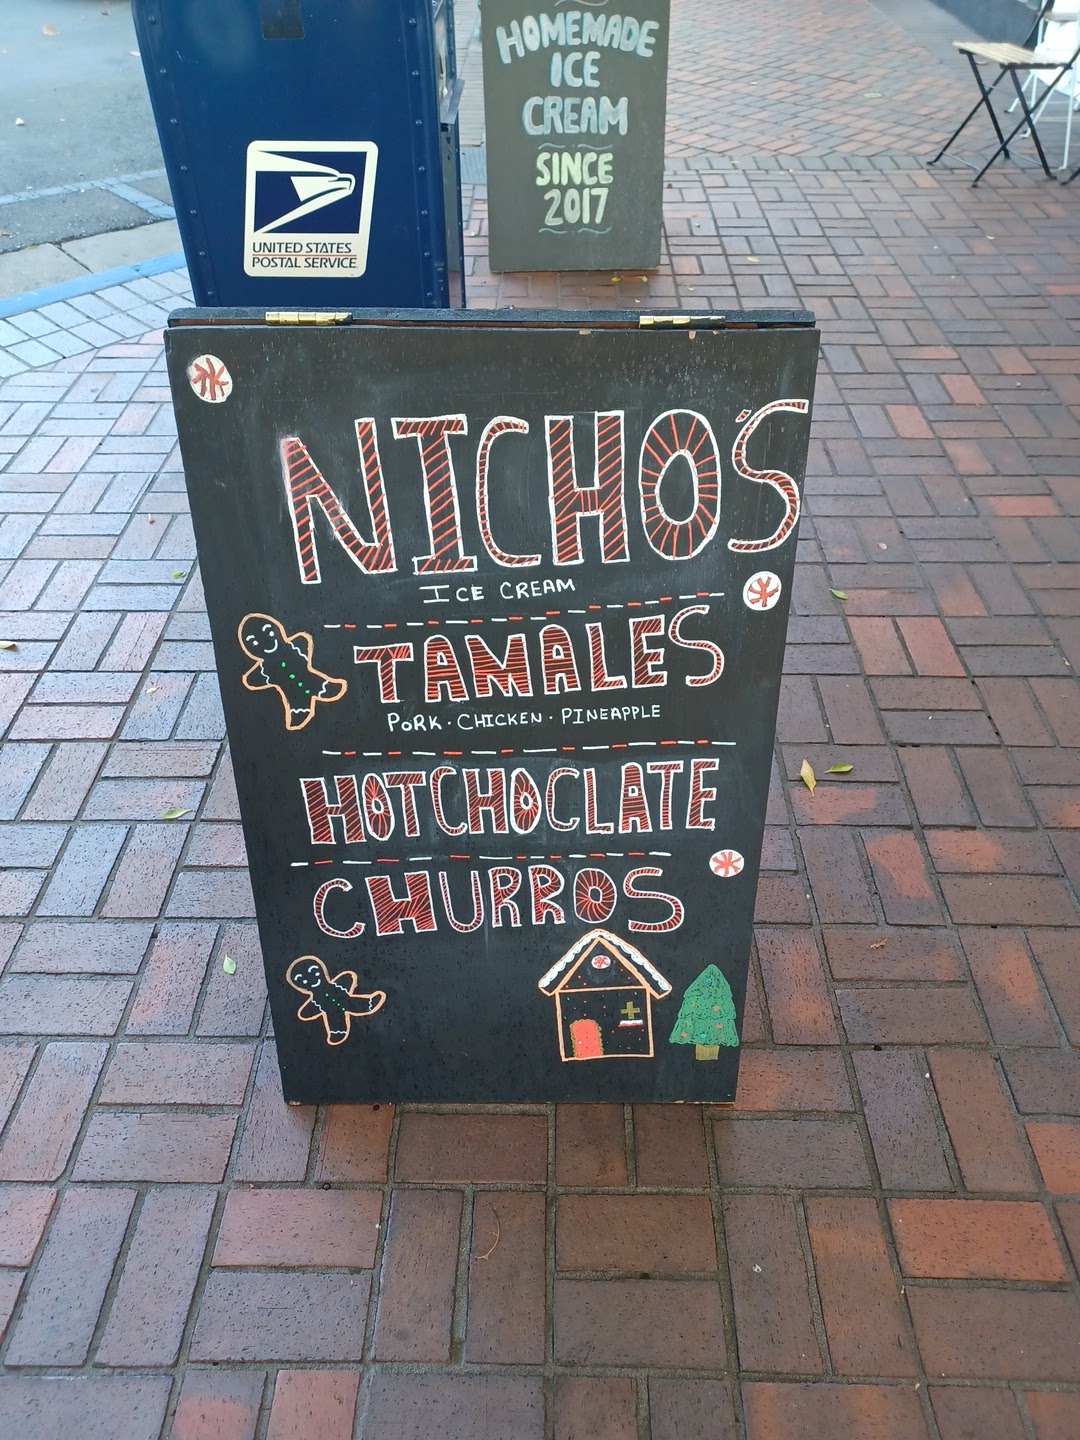 HOMEMADE
ICE
CREAM
SINCE
2017
UNITED STATES
POSTAL SERVICE
NICHO'S
ICE CREAM
TAMALES
PORK · CHICKEN · PINEAPPLE
HOTCHOCLATE
CHURROS